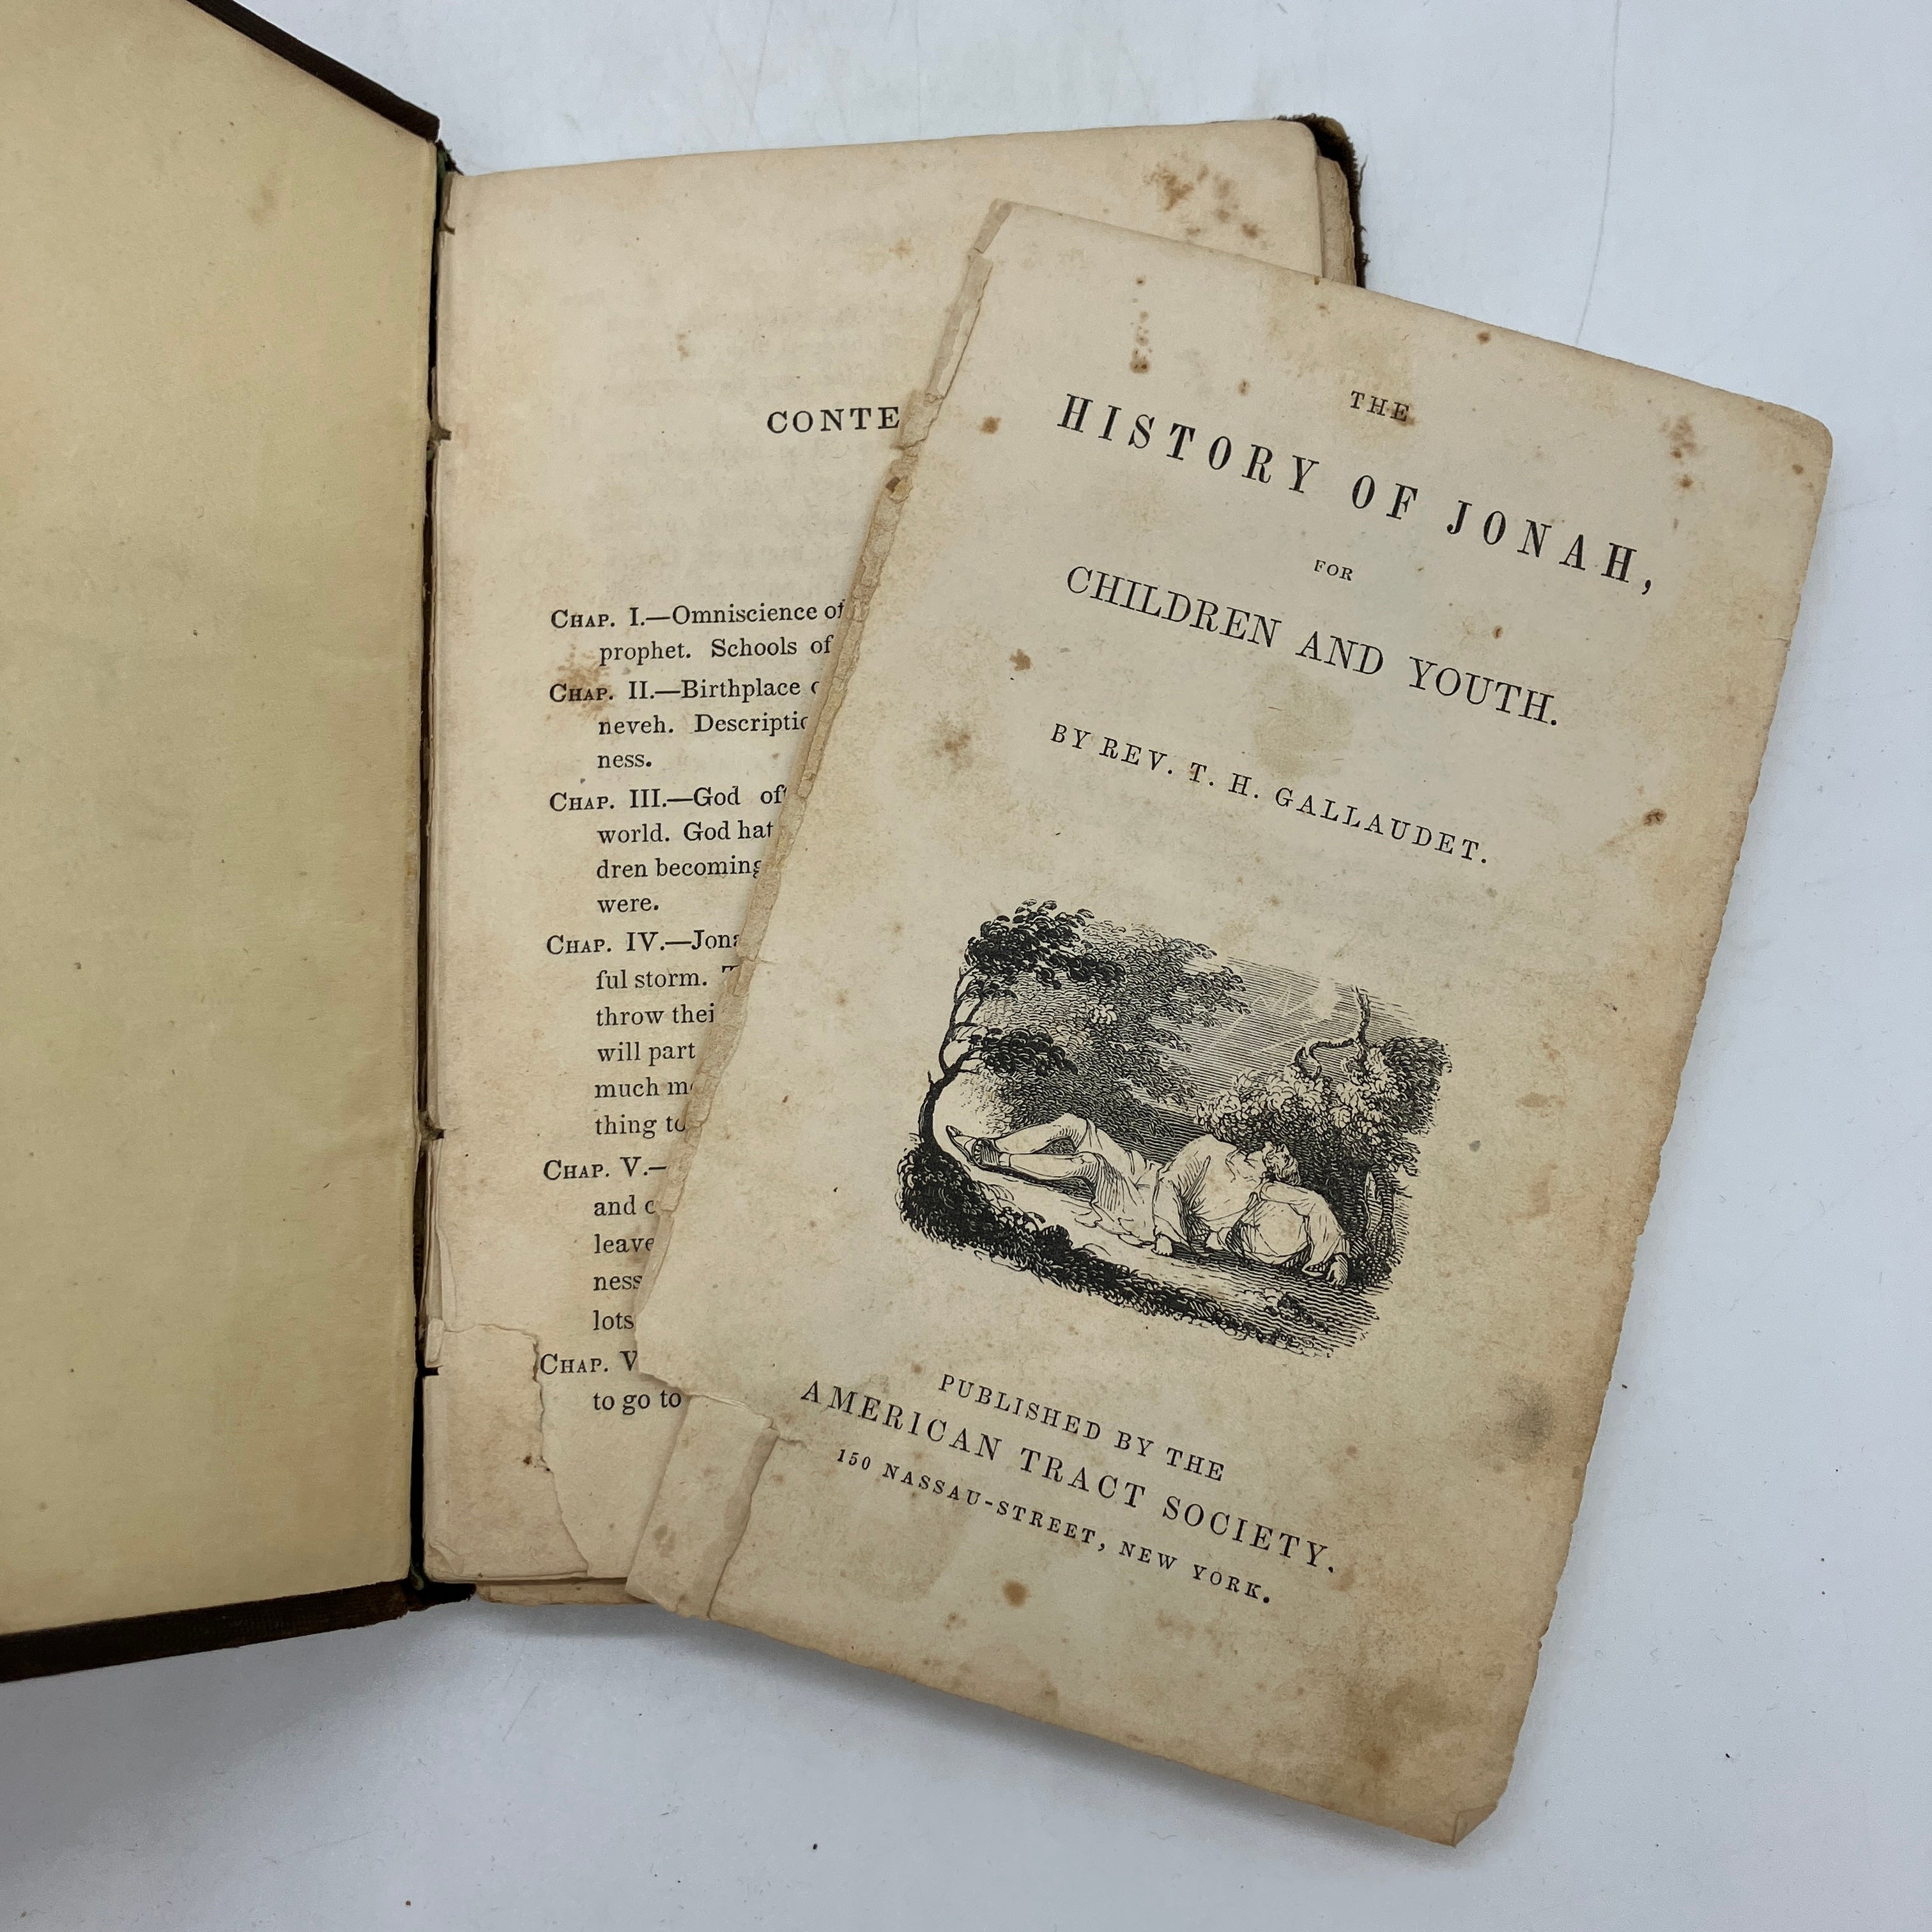 CONTE
CHAP. I.—Omniscience of
prophet. Schools of
CHAP. II.—Birthplace
neveh. Descriptio
ness.
CHAP. III.—God of
world. God hat
dren becoming
were.
CHAP. IV.—Jona
ful storm.
throw thei
will part
much m
thing to
CHAP. V.—
and
leave
ness
lots
CHAP. V
to go to
THE
HISTORY OF JONAH,
FOR
CHILDREN AND YOUTH.
BY REV. T. H. GALLAUDET.
PUBLISHED BY THE
AMERICAN TRACT SOCIETY.
150 NASSAU-STREET, NEW YORK.